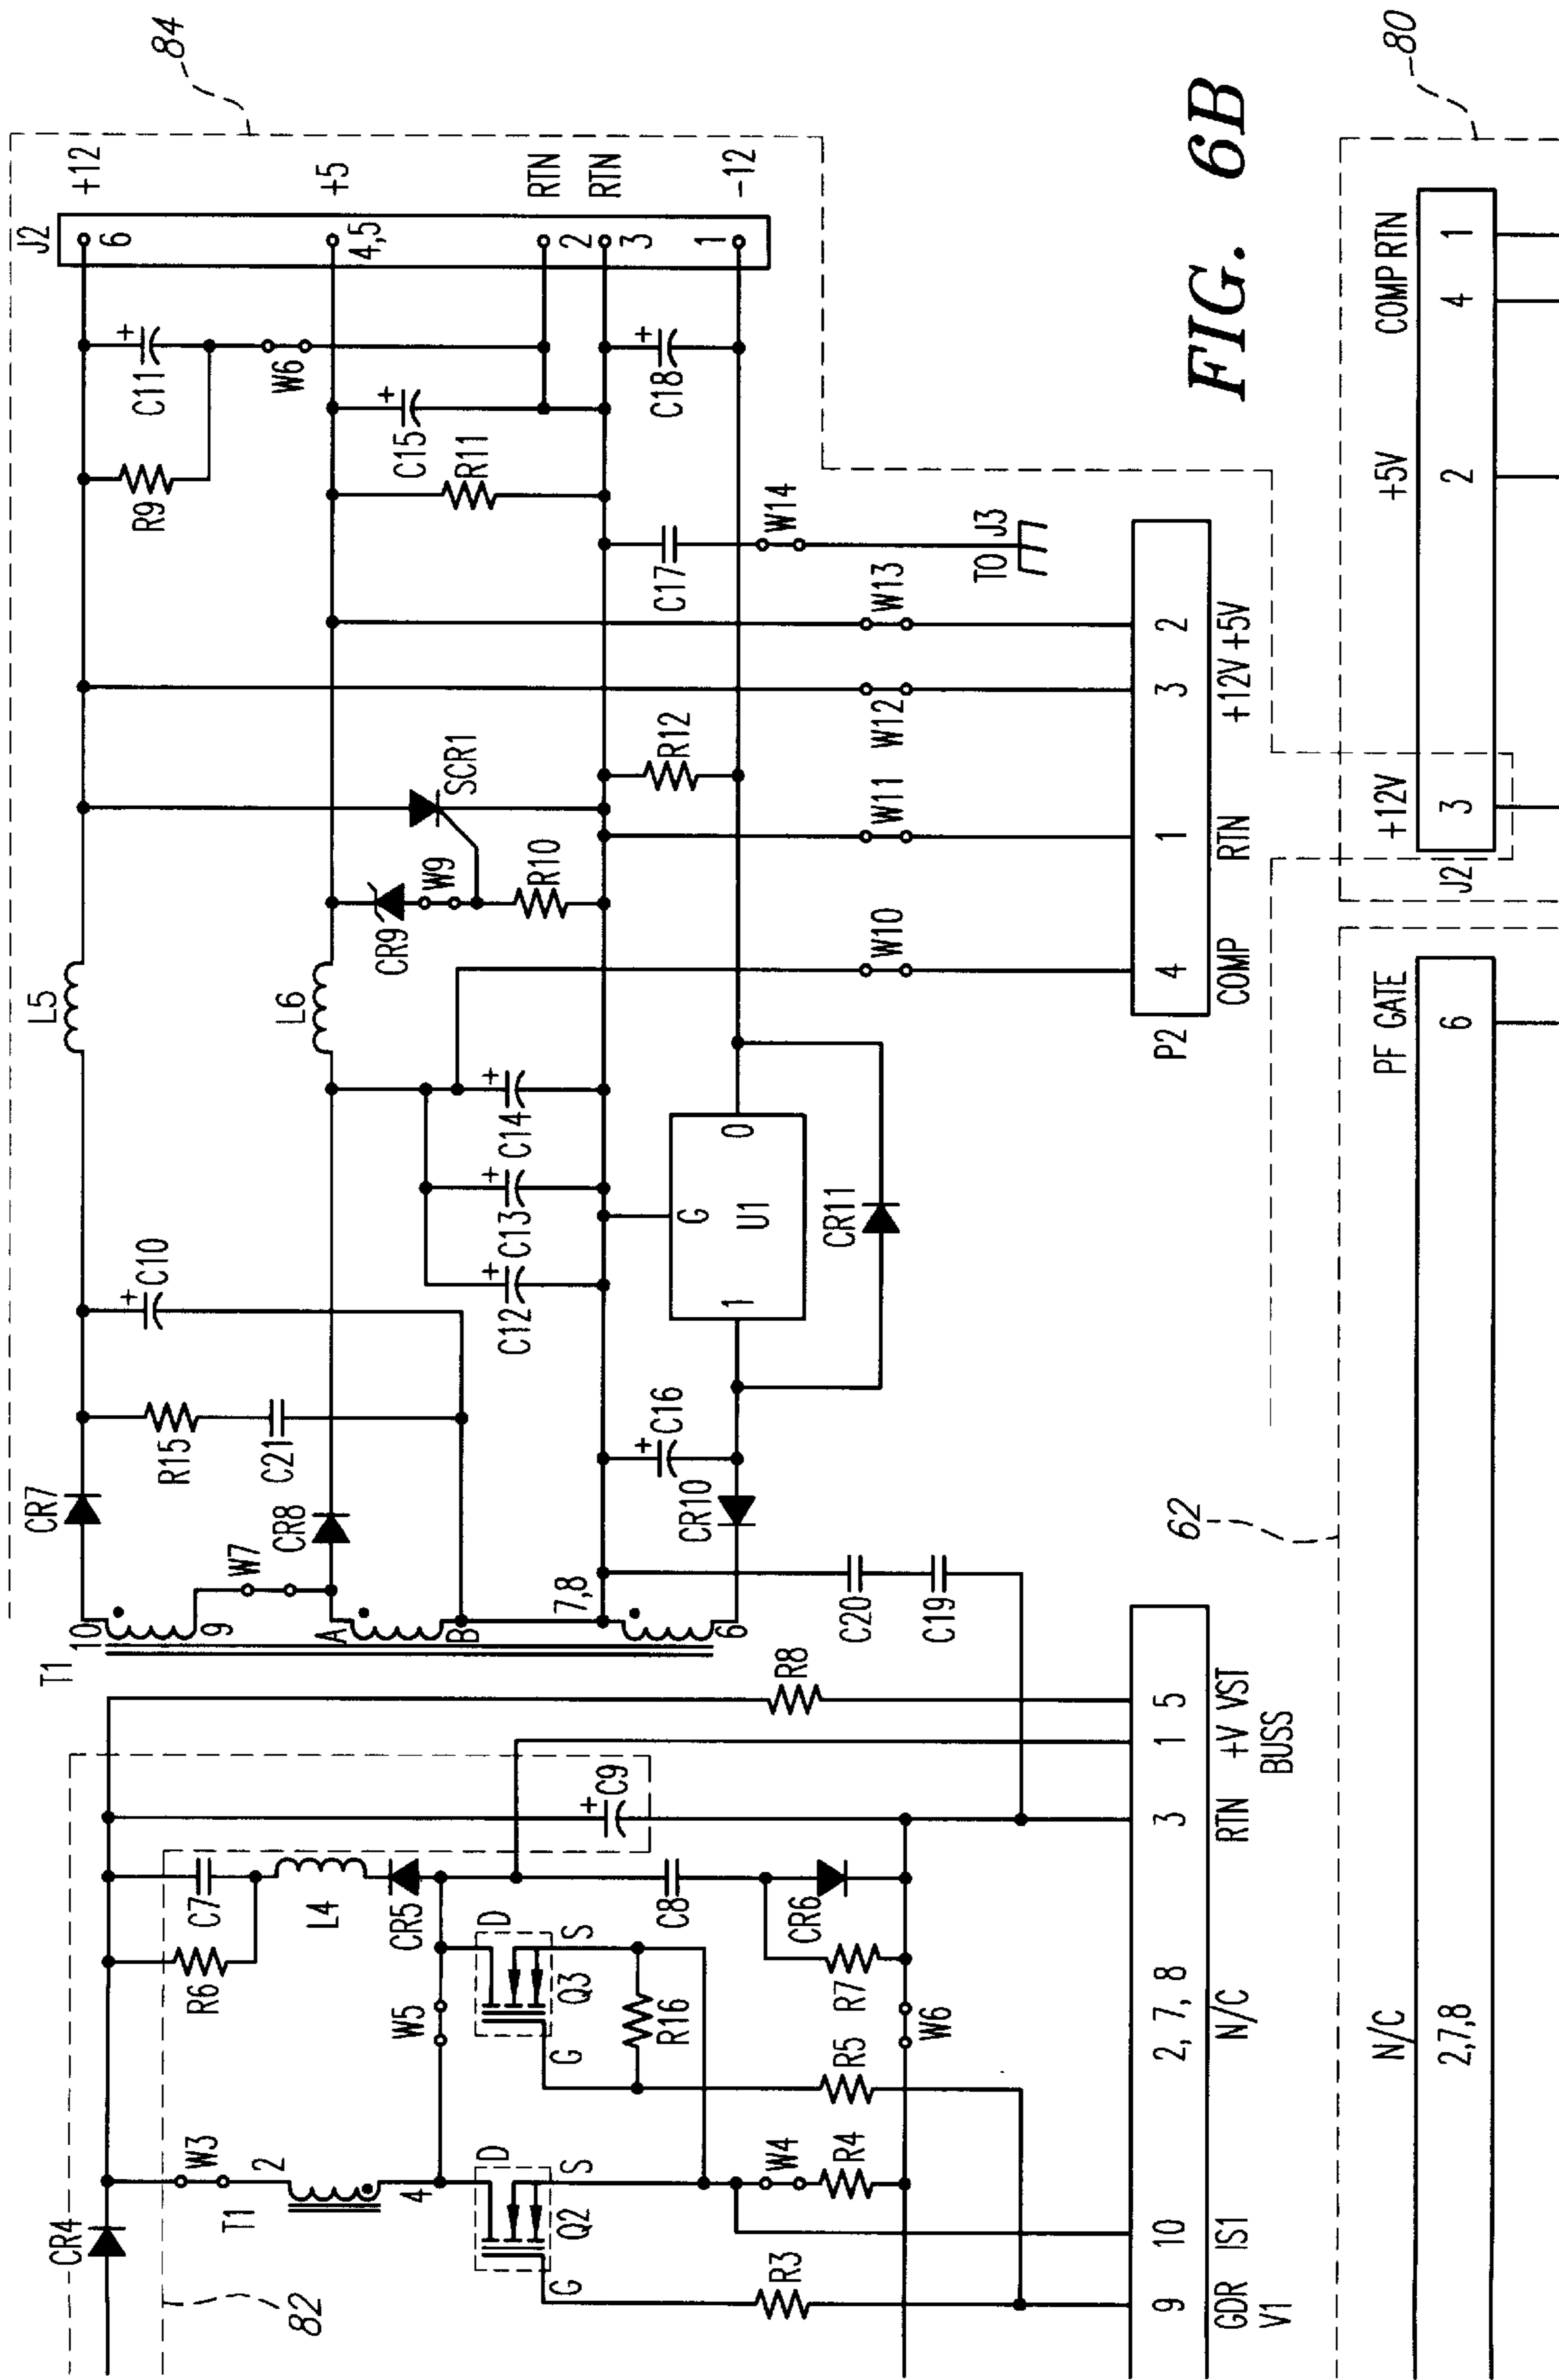 84
J2
+12
6
+5
4,5
RTN
2
RTN
3
-12
1
C11
+
W6
R9
C15
+
R11
C18
+
C17
W14
TO J3
W13
W12
W11
W10
SCR1
CR9
W9
R10
R12
L5
L6
C10
+
C14
+
C13
+
C12
+
G
U1
1
0
CR11
C16
+
CR10
R15
C21
CR7
CR8
W7
T1
10
9
A
B
7,8
6
C20
C19
P2
4
1
3
2
COMP
RTN
+12V
+5V
FIG. 6B
80
COMP
RTN
+5V
+12V
J2
3
2
4
1
62
PF GATE
6
N/C
2,7,8
CR4
82
W3
2
T1
4
R6
C7
L4
CR5
C9
+
W5
D
S
G
Q3
D
S
G
Q2
R16
C8
CR6
R7
R5
W6
W4
R4
R3
R8
9
10
2, 7, 8
3
1
5
GDR
V1
IS1
N/C
RTN
+V
BUSS
VST